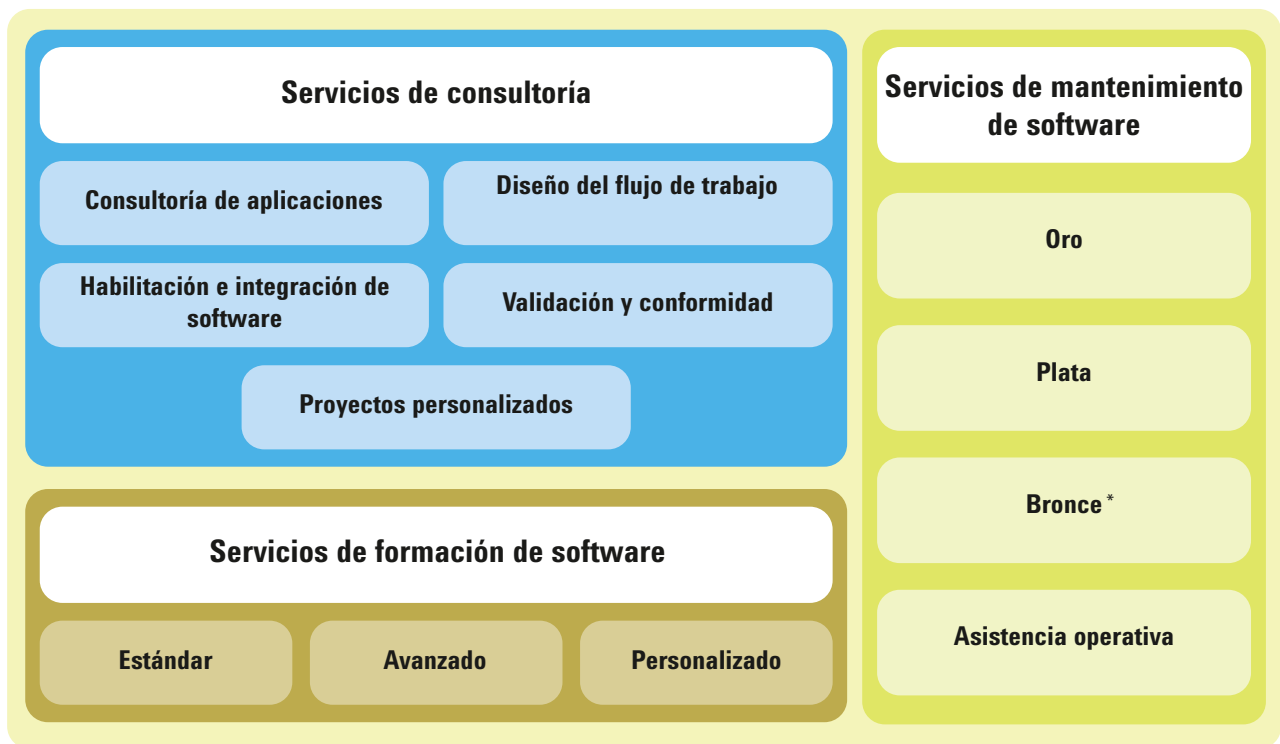 Servicios de consultoría
Consultoría de aplicaciones
Diseño del flujo de trabajo
Habilitación e integración de
software
Validación y conformidad
Proyectos personalizados
Servicios de formación de software
Estándar
Avanzado
Personalizado
Servicios de mantenimiento
de software
Oro
Plata
Bronce*
Asistencia operativa